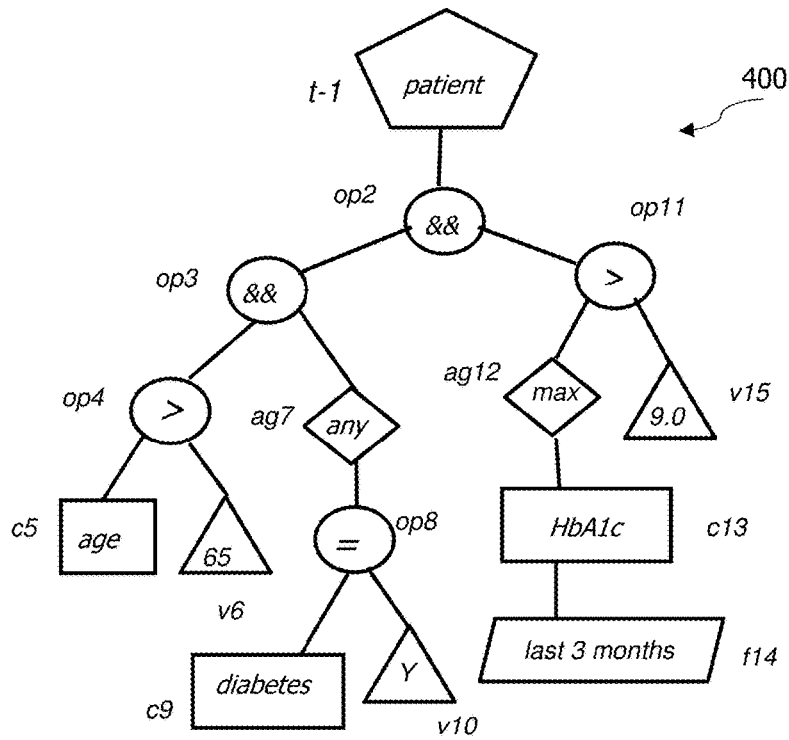 patient
t-1
400
op2
&&
op11
op3
&&
>
op4
>
ag7
any
ag12
max
9.0
v15
c5
age
65
op8
=
HbA1c
c13
v6
diabetes
Y
last 3 months
f14
c9
v10